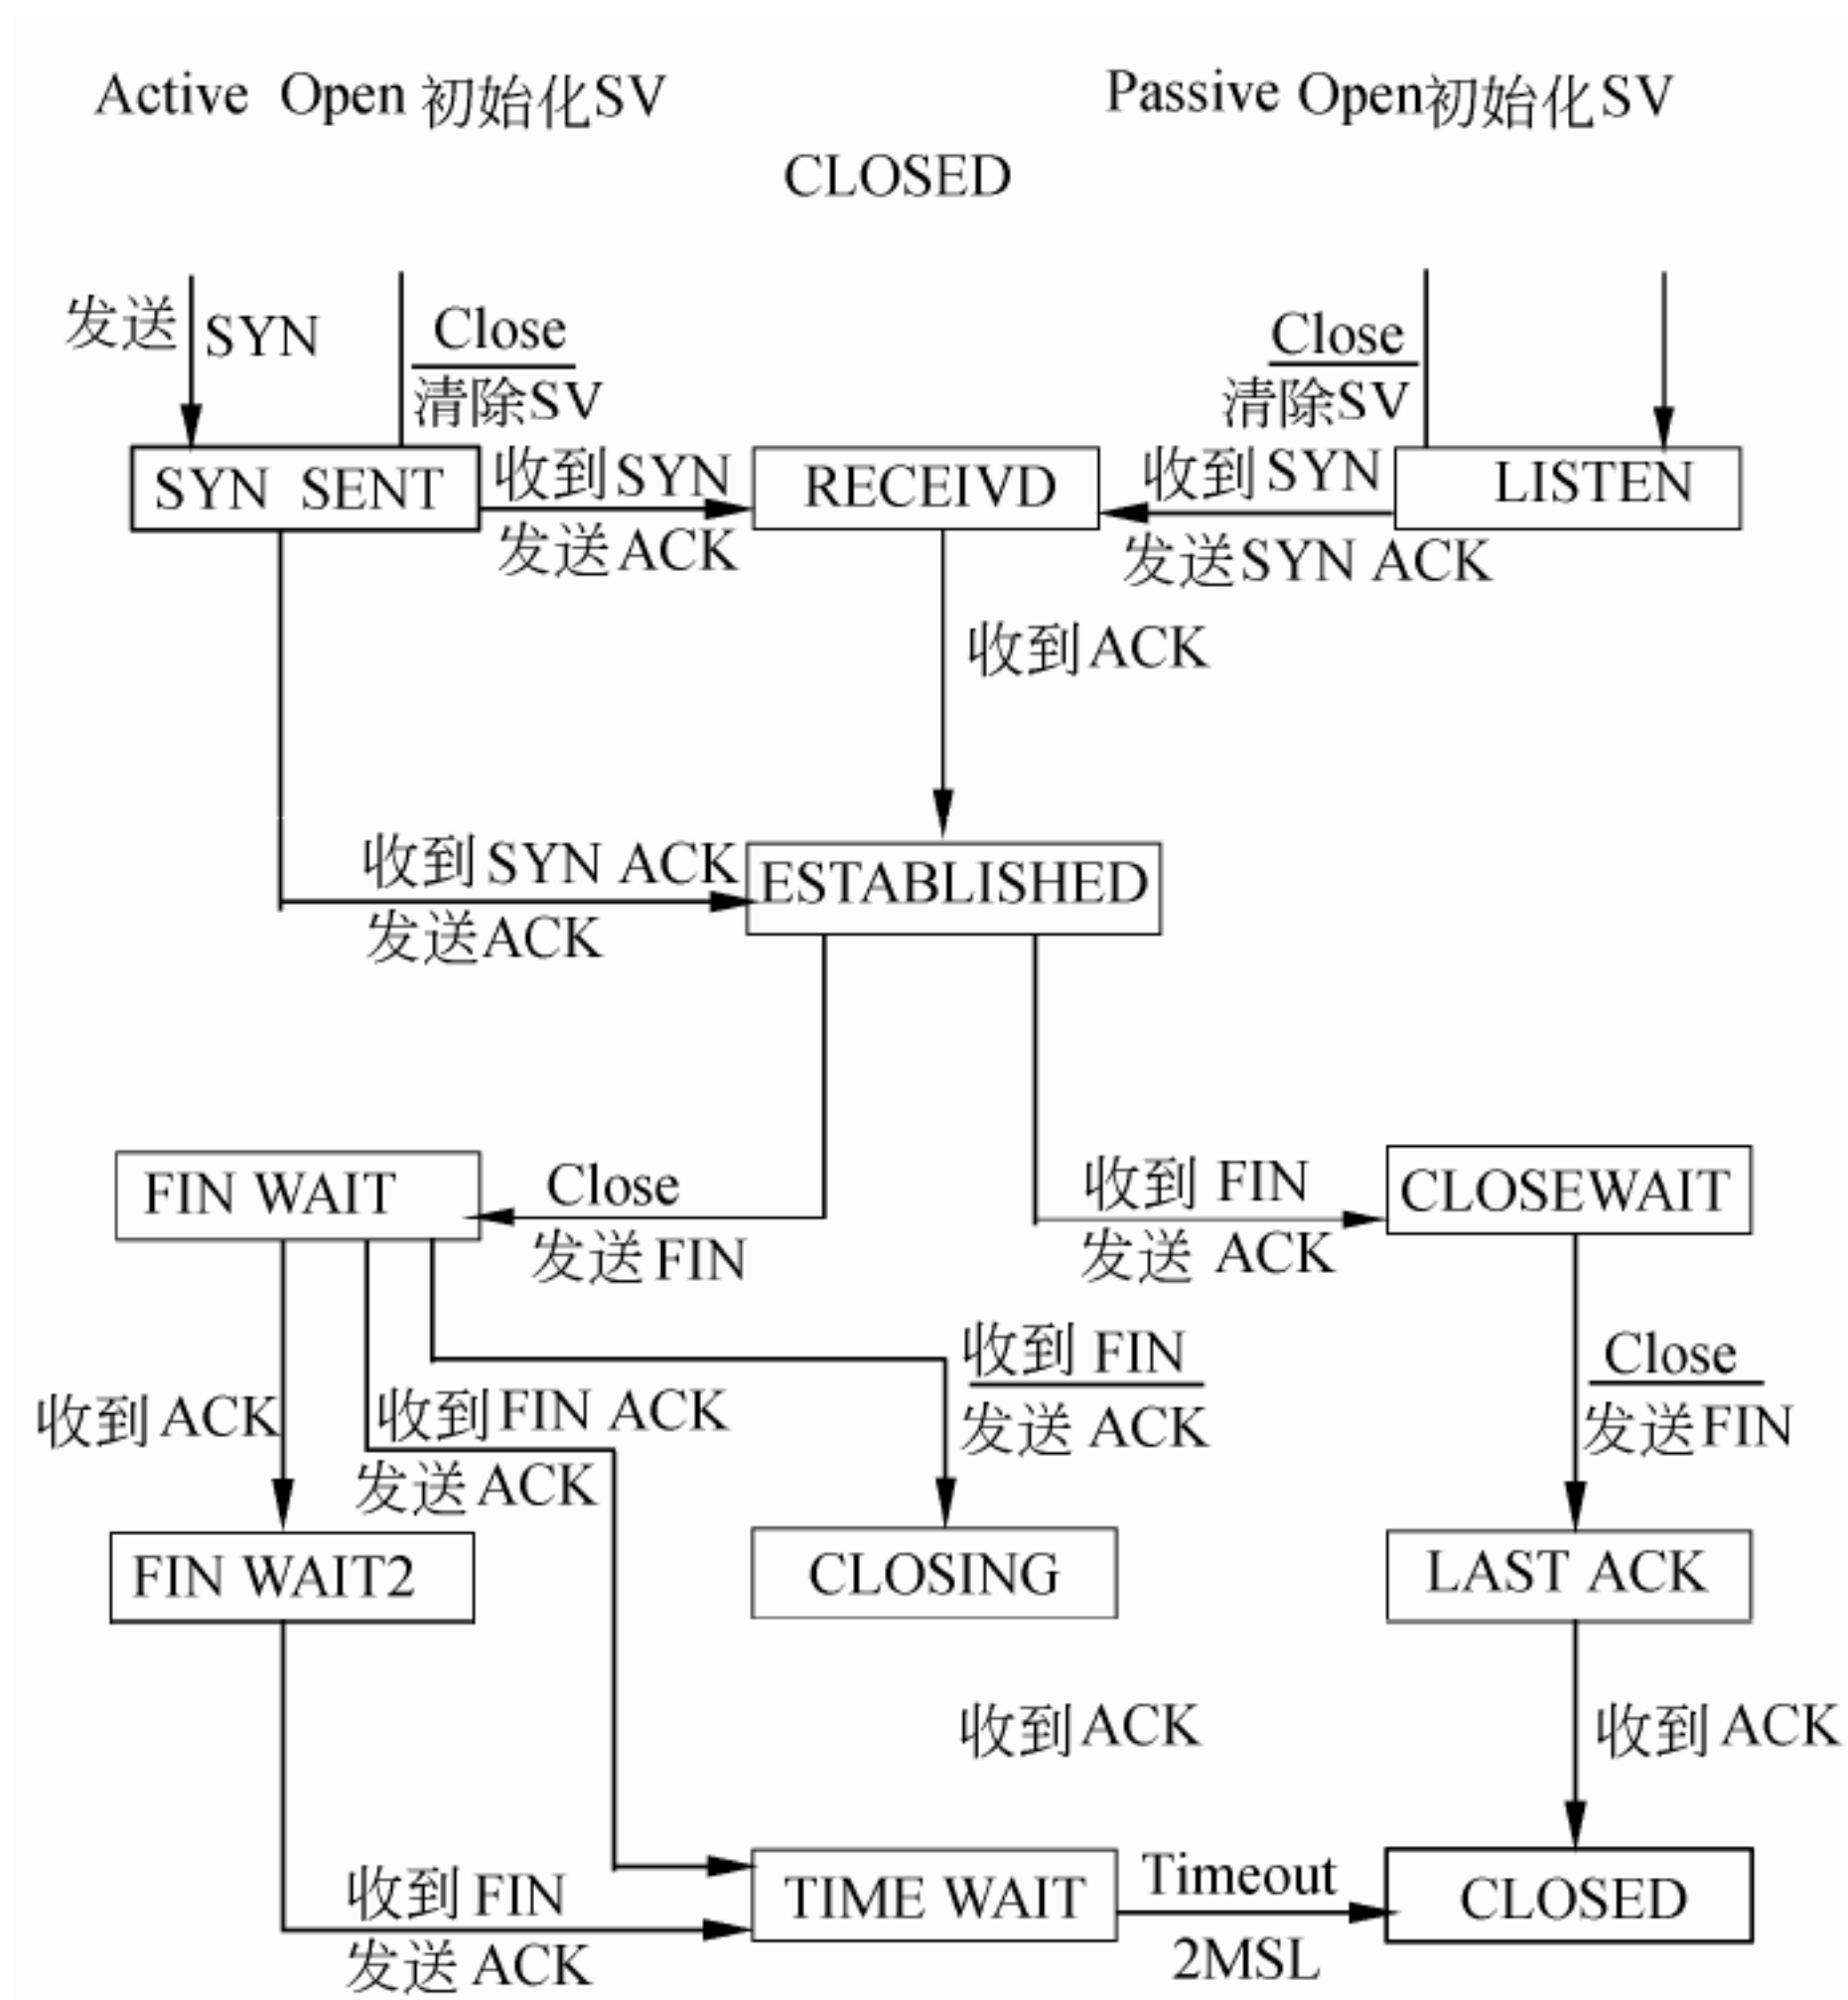 Active Open 初始化SV
Passive Open初始化SV
CLOSED
发送 SYN
Close
清除SV
Close
清除SV
SYN SENT
收到SYN
发送ACK
RECEIVD
收到SYN
发送SYN ACK
LISTEN
收到ACK
收到SYN ACK
发送ACK
ESTABLISHED
FIN WAIT
Close
发送FIN
收到 FIN
发送 ACK
CLOSEWAIT
收到ACK
收到FIN ACK
发送ACK
收到 FIN
发送 ACK
Close
发送FIN
FIN WAIT2
CLOSING
LAST ACK
收到ACK
收到ACK
收到 FIN
发送 ACK
TIME WAIT
Timeout
2MSL
CLOSED